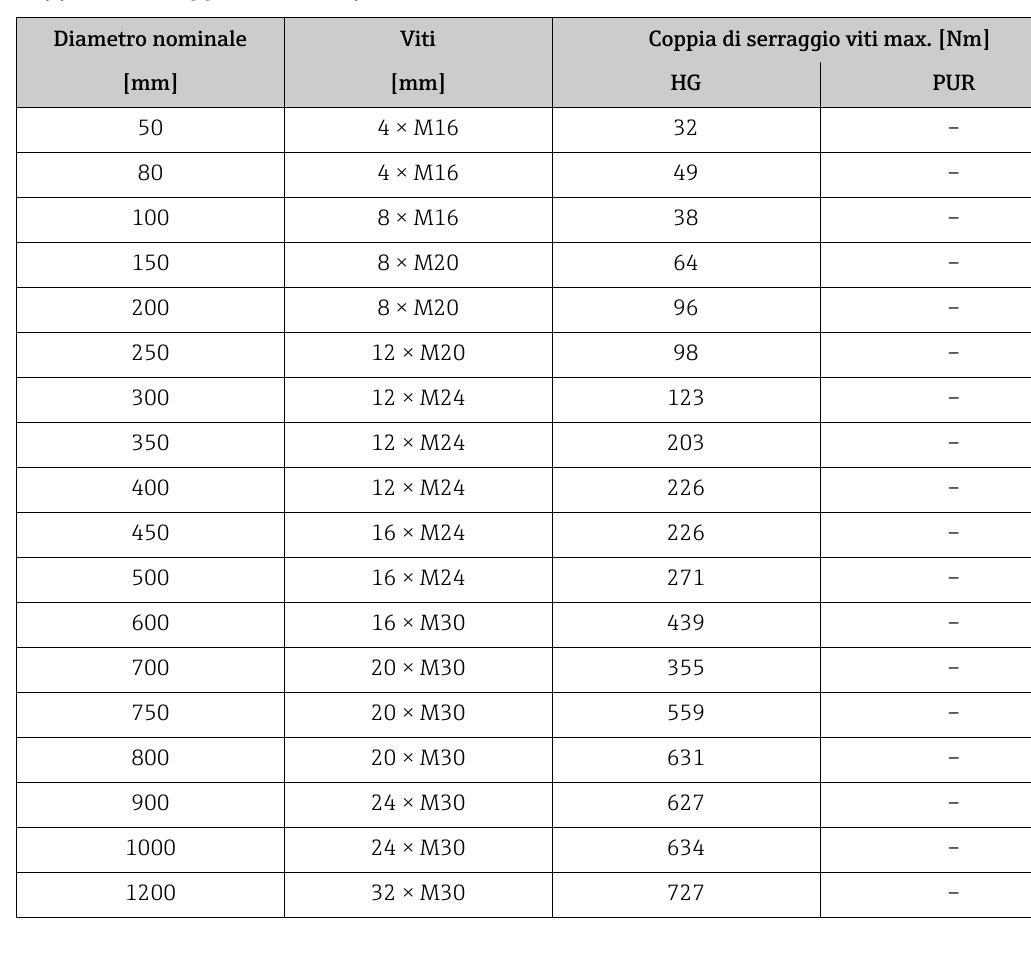 Diametro nominale Viti Coppia di serraggio viti max. [Nm]
[mm] [mm] HG PUR
50 4 × M16 32 –
80 4 × M16 49 –
100 8 × M16 38 –
150 8 × M20 64 –
200 8 × M20 96 –
250 12 × M20 98 –
300 12 × M24 123 –
350 12 × M24 203 –
400 12 × M24 226 –
450 16 × M24 226 –
500 16 × M24 271 –
600 16 × M30 439 –
700 20 × M30 355 –
750 20 × M30 559 –
800 20 × M30 631 –
900 24 × M30 627 –
1000 24 × M30 634 –
1200 32 × M30 727 –